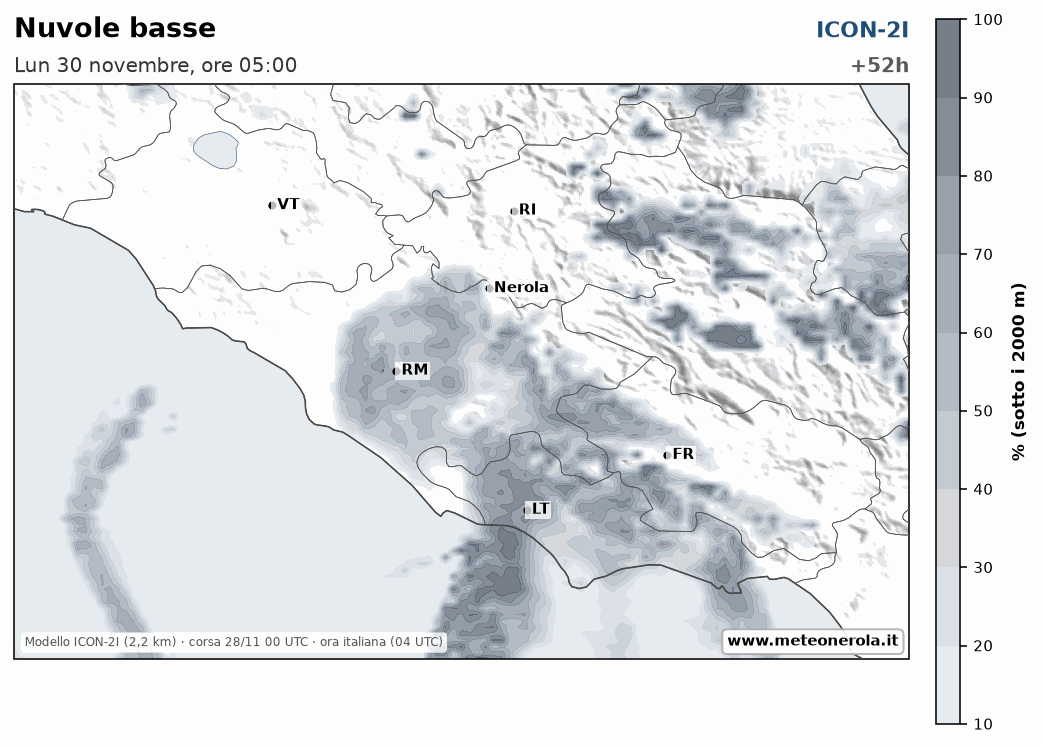 Nuvole basse
ICON-2I
Lun 30 novembre, ore 05:00
+52h
VT
RI
Nerola
RM
FR
LT
Modello ICON-2I (2,2 km) · corsa 28/11 00 UTC · ora italiana (04 UTC)
www.meteonerola.it
100
90
80
70
60
50
40
30
20
10
% (sotto i 2000 m)